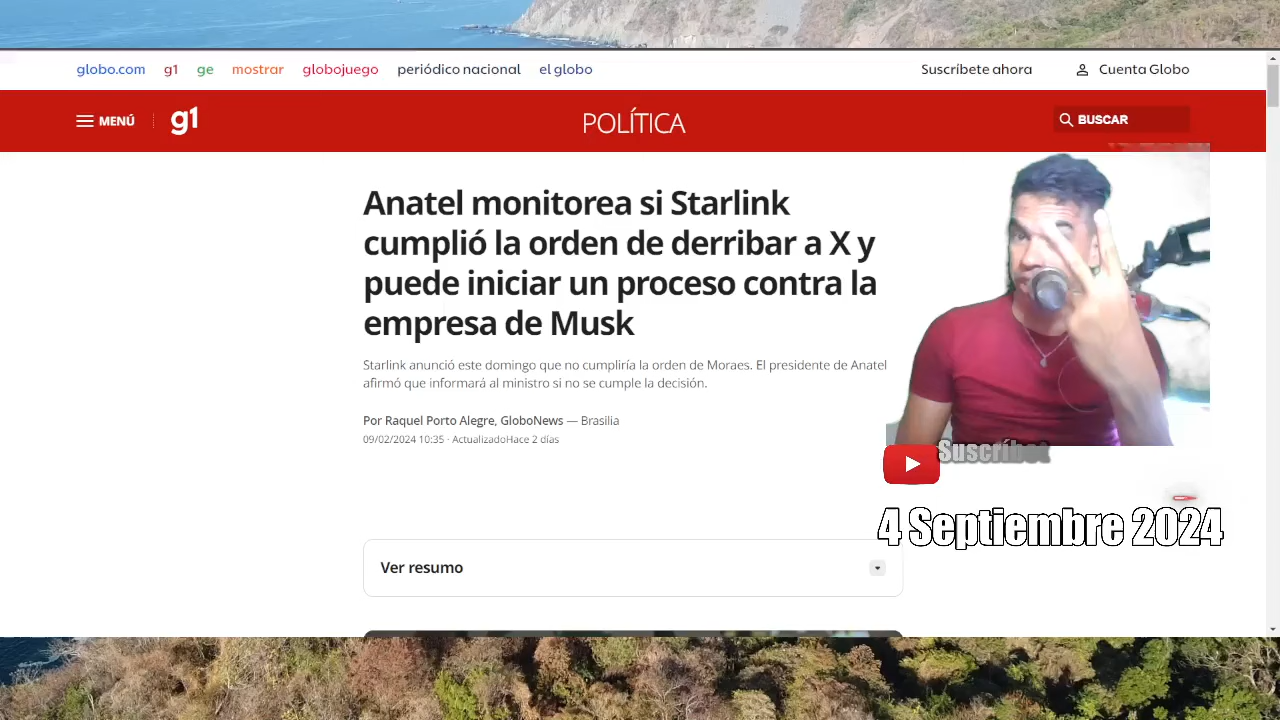 globo.com g1 ge mostrar globojuego periódico nacional el globo Suscríbete ahora Cuenta Globo
MENÚ g1 POLÍTICA BUSCAR
Anatel monitorea si Starlink
cumplió la orden de derribar a X y
puede iniciar un proceso contra la
empresa de Musk
Starlink anunció este domingo que no cumpliría la orden de Moraes. El presidente de Anatel
afirmó que informará al ministro si no se cumple la decisión.
Por Raquel Porto Alegre, GloboNews — Brasilia
09/02/2024 10:35 · ActualizadoHace 2 días
Suscríbet
4 Septiembre 2024
Ver resumo